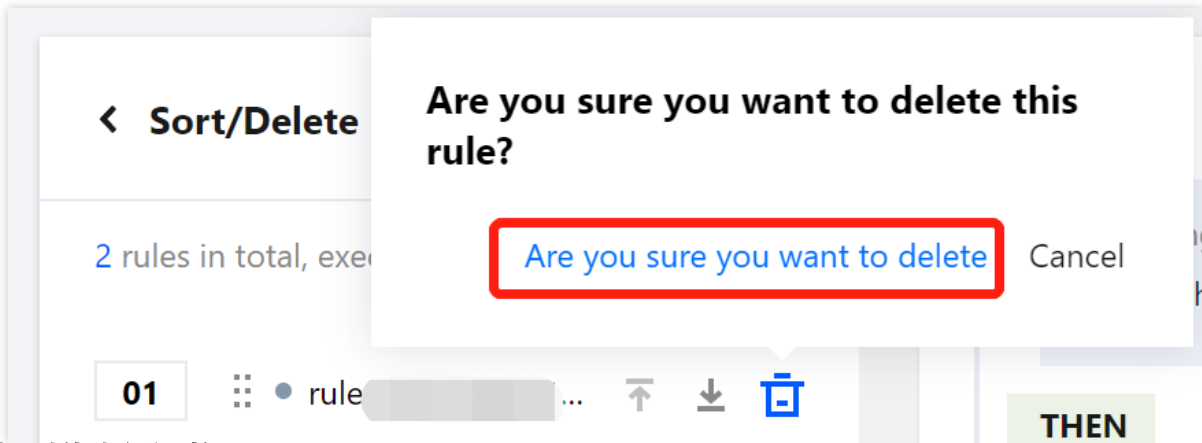 Sort/Delete
Are you sure you want to delete this
rule?
2 rules in total,
Are you sure you want to delete
Cancel
01
rule
...
THEN